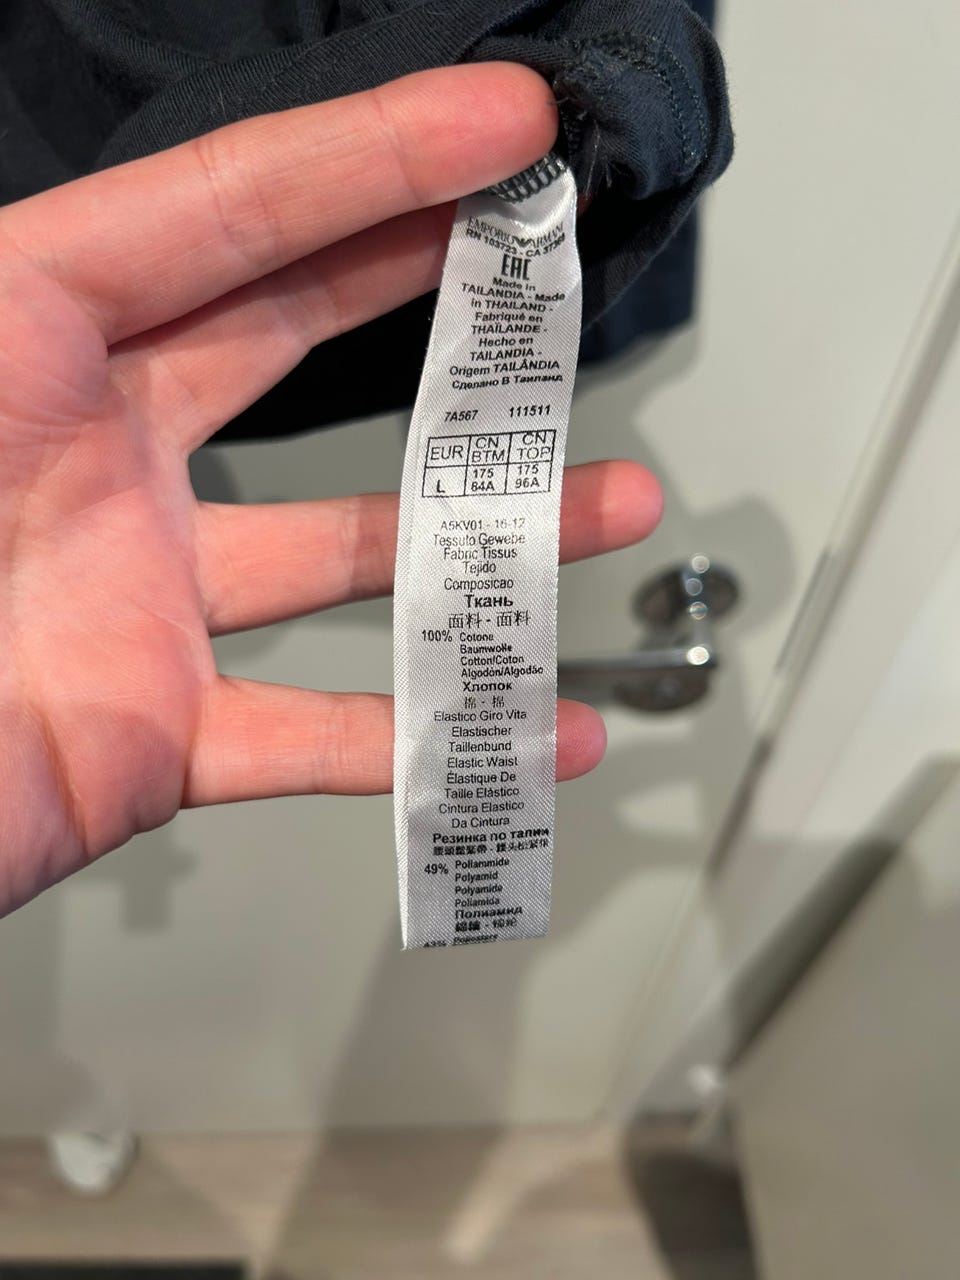 EMPORIO ARMANI
RN 103723 - CA 37369
EAC
Made in
TAILANDIA - Made
in THAILAND -
Fabriqué en
THAÏLANDE -
Hecho en
TAILANDIA -
Origem TAILÂNDIA
Сделано В Таиланд
7A567 111511
EUR CN BTM CN TOP
L 175 84A 175 96A
A5KV01 - 16-12
Tessuto Gewebe
Fabric Tissus
Tejido
Composicao
Ткань
面料 - 面料
100% Cotone
Baumwolle
Cotton/Coton
Algodón/Algodão
Хлопок
棉 - 棉
Elastico Giro Vita
Elastischer
Taillenbund
Elastic Waist
Élastique De
Taille Elástico
Cintura Elastico
Da Cintura
Резинка по талии
49% Poliammide
Polyamid
Polyamide
Poliamida
Полиамид
43% Poliestere